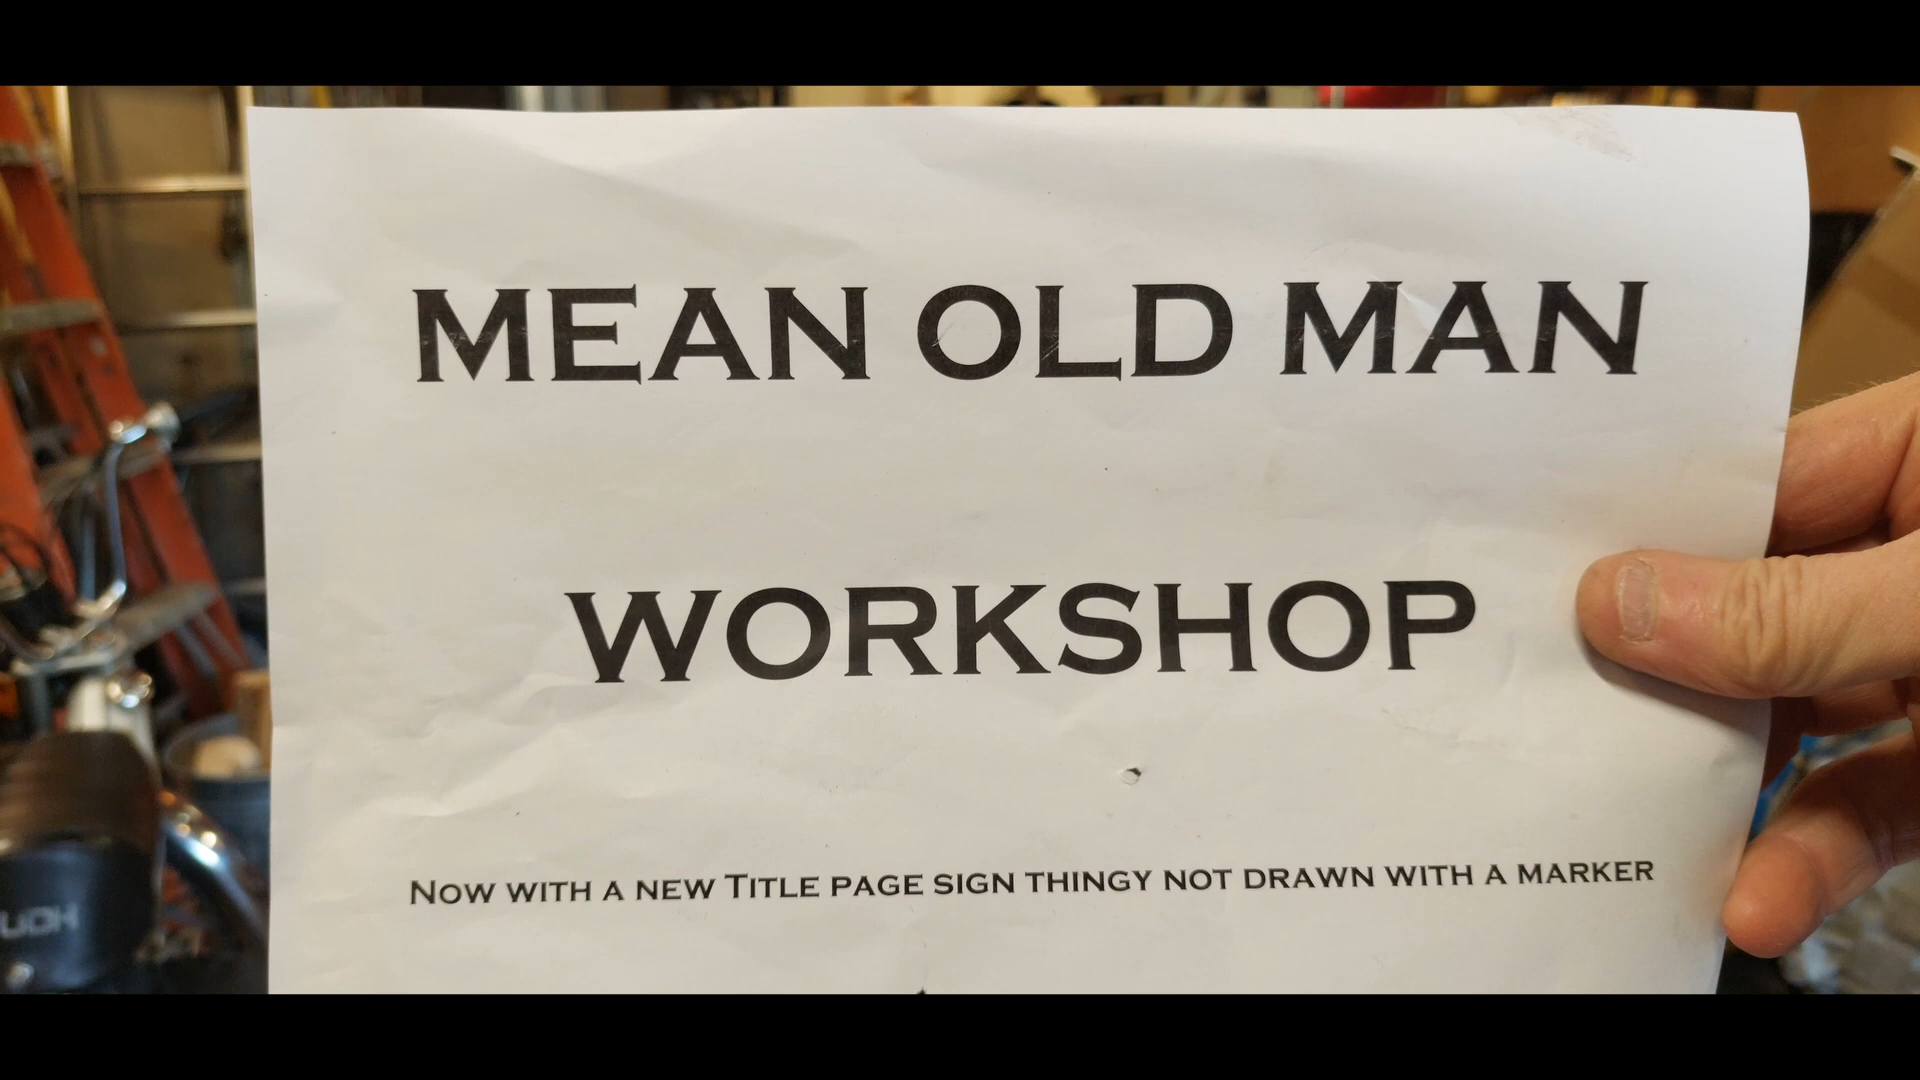 MEAN OLD MAN
WORKSHOP
NOW WITH A NEW TITLE PAGE SIGN THINGY NOT DRAWN WITH A MARKER